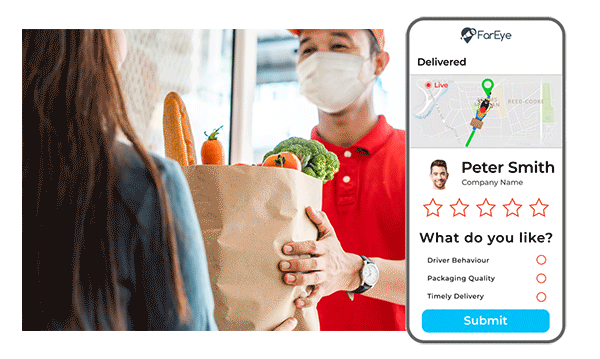 FarEye
Delivered
Live
REED-COOKE
Peter Smith
Company Name
What do you like?
Driver Behaviour
Packaging Quality
Timely Delivery
Submit